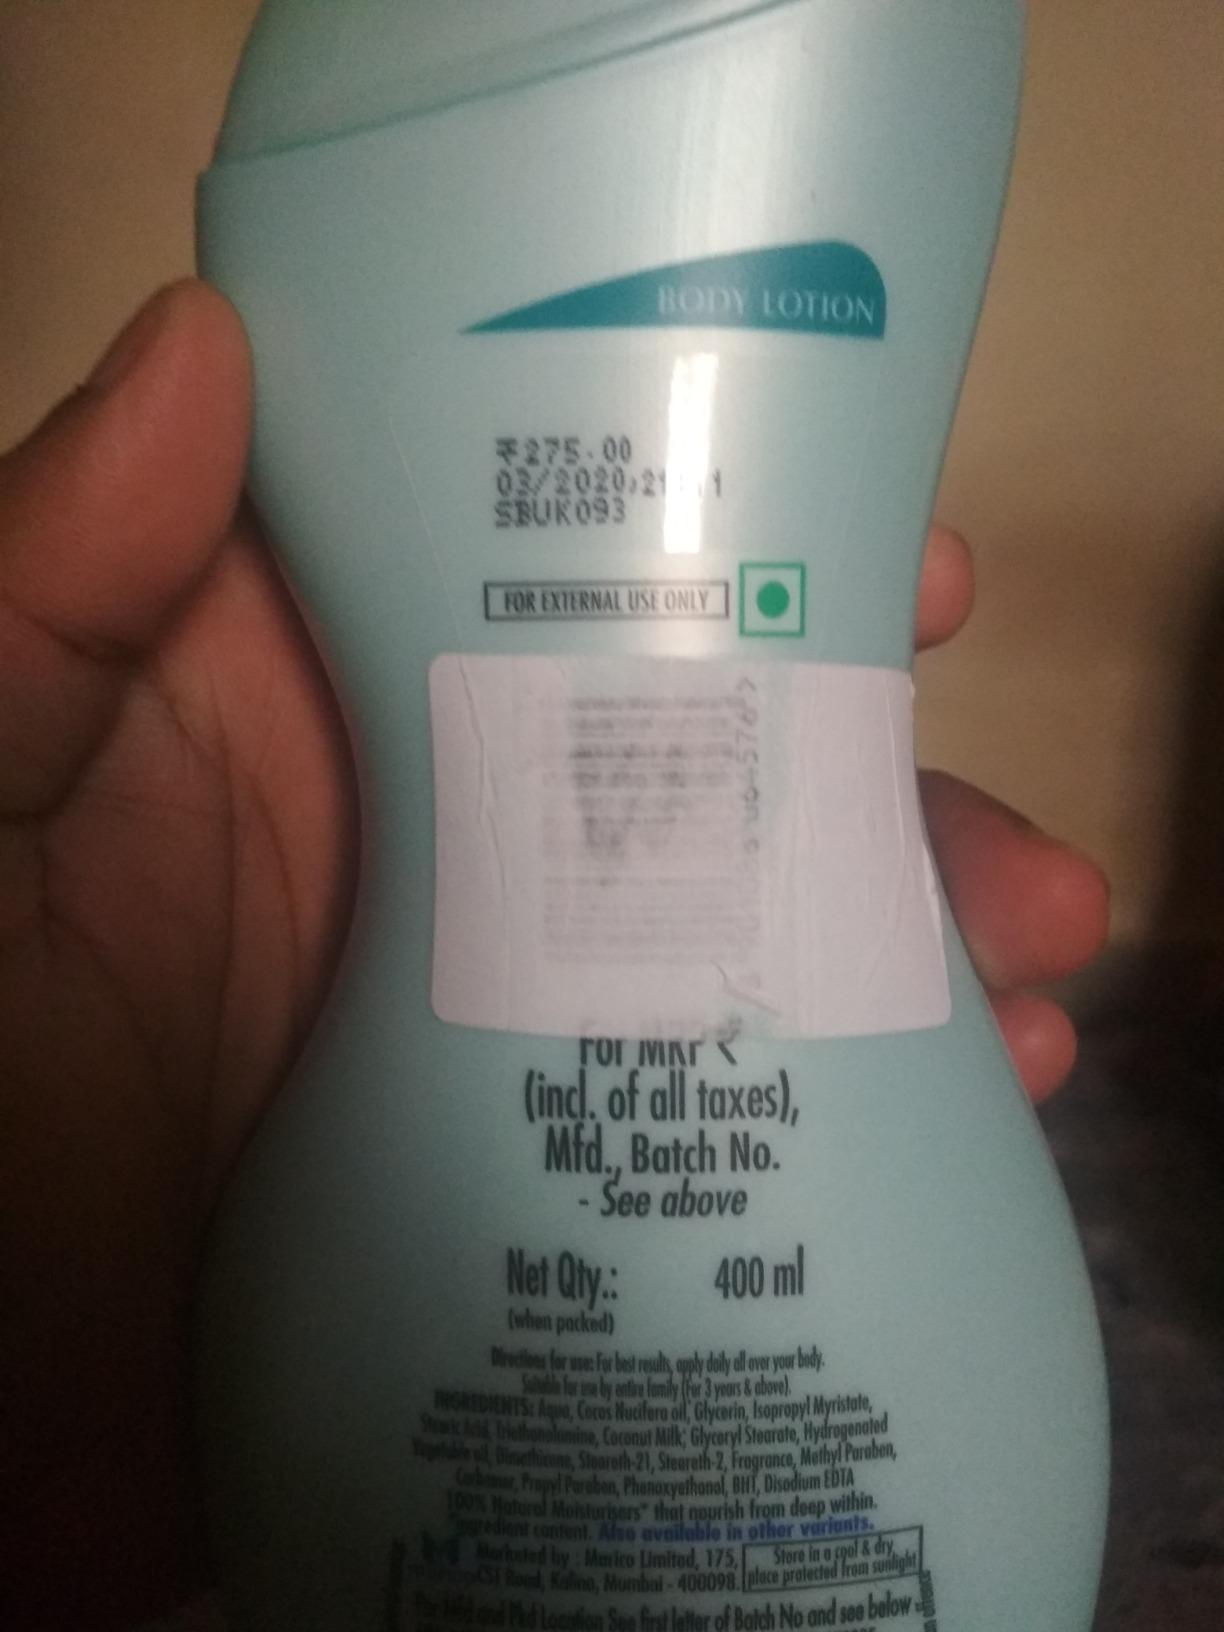 BODY LOTION
₹275.00
03/2020,
SBUK093
FOR EXTERNAL USE ONLY
For MRP ₹
(incl. of all taxes),
Mfd., Batch No.
- See above
Net Qty.: 400 ml
(when packed)
Directions for use: For best results, apply daily all over your body.
Suitable for use by entire family (For 3 years & above).
INGREDIENTS: Aqua, Cocos Nucifera oil, Glycerin, Isopropyl Myristate,
Stearic Acid, Triethanolamine, Coconut Milk, Glyceryl Stearate, Hydrogenated
Vegetable oil, Dimethicone, Steareth-21, Steareth-2, Fragrance, Methyl Paraben,
Carbomer, Propyl Paraben, Phenoxyethanol, BHT, Disodium EDTA
100% Natural Moisturisers* that nourish from deep within.
*Ingredient content. Also available in other variants.
Marketed by : Marico Limited, 175,
CST Road, Kalina, Mumbai - 400098.
Store in a cool & dry
place protected from sunlight
For Mfd and Pkd Location See first letter of Batch No and see below